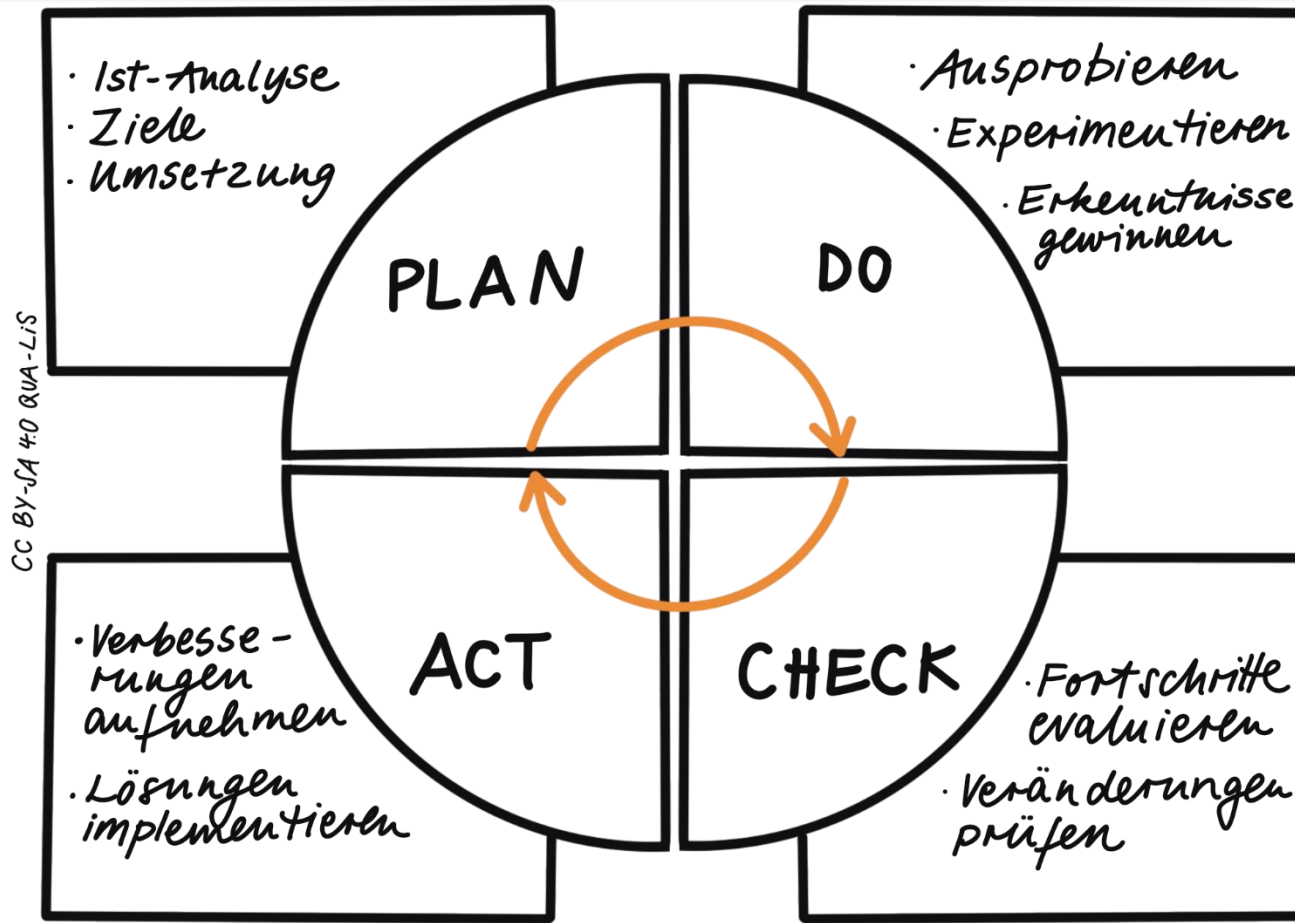 · Ist-Analyse
· Ziele
· Umsetzung
PLAN
· Ausprobieren
· Experimentieren
· Erkenntnisse
gewinnen
DO
CC BY-SA 4.0 QUA-LiS
· Verbesse-
rungen
aufnehmen
· Lösungen
implementieren
ACT
CHECK
· Fortschritte
evaluieren
· Veränderungen
prüfen